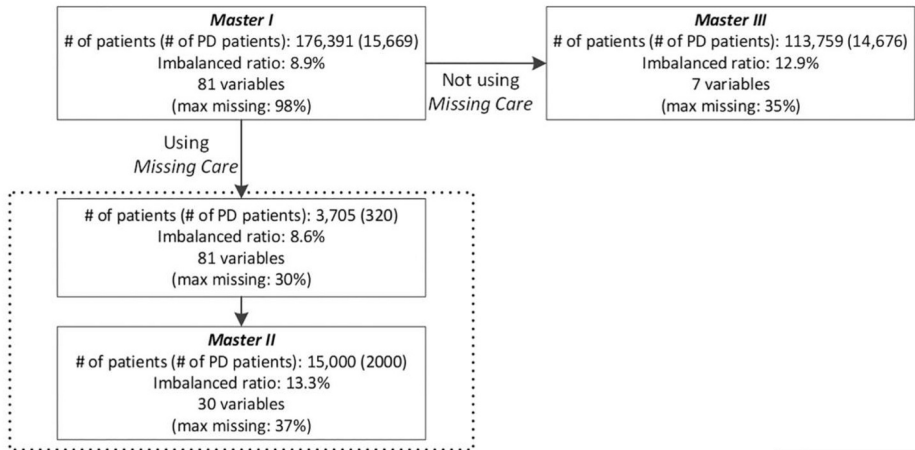 Master I
# of patients (# of PD patients): 176,391 (15,669)
Imbalanced ratio: 8.9%
81 variables
(max missing: 98%)
Not using
Missing Care
Master III
# of patients (# of PD patients): 113,759 (14,676)
Imbalanced ratio: 12.9%
7 variables
(max missing: 35%)
Using
Missing Care
# of patients (# of PD patients): 3,705 (320)
Imbalanced ratio: 8.6%
81 variables
(max missing: 30%)
Master II
# of patients (# of PD patients): 15,000 (2000)
Imbalanced ratio: 13.3%
30 variables
(max missing: 37%)